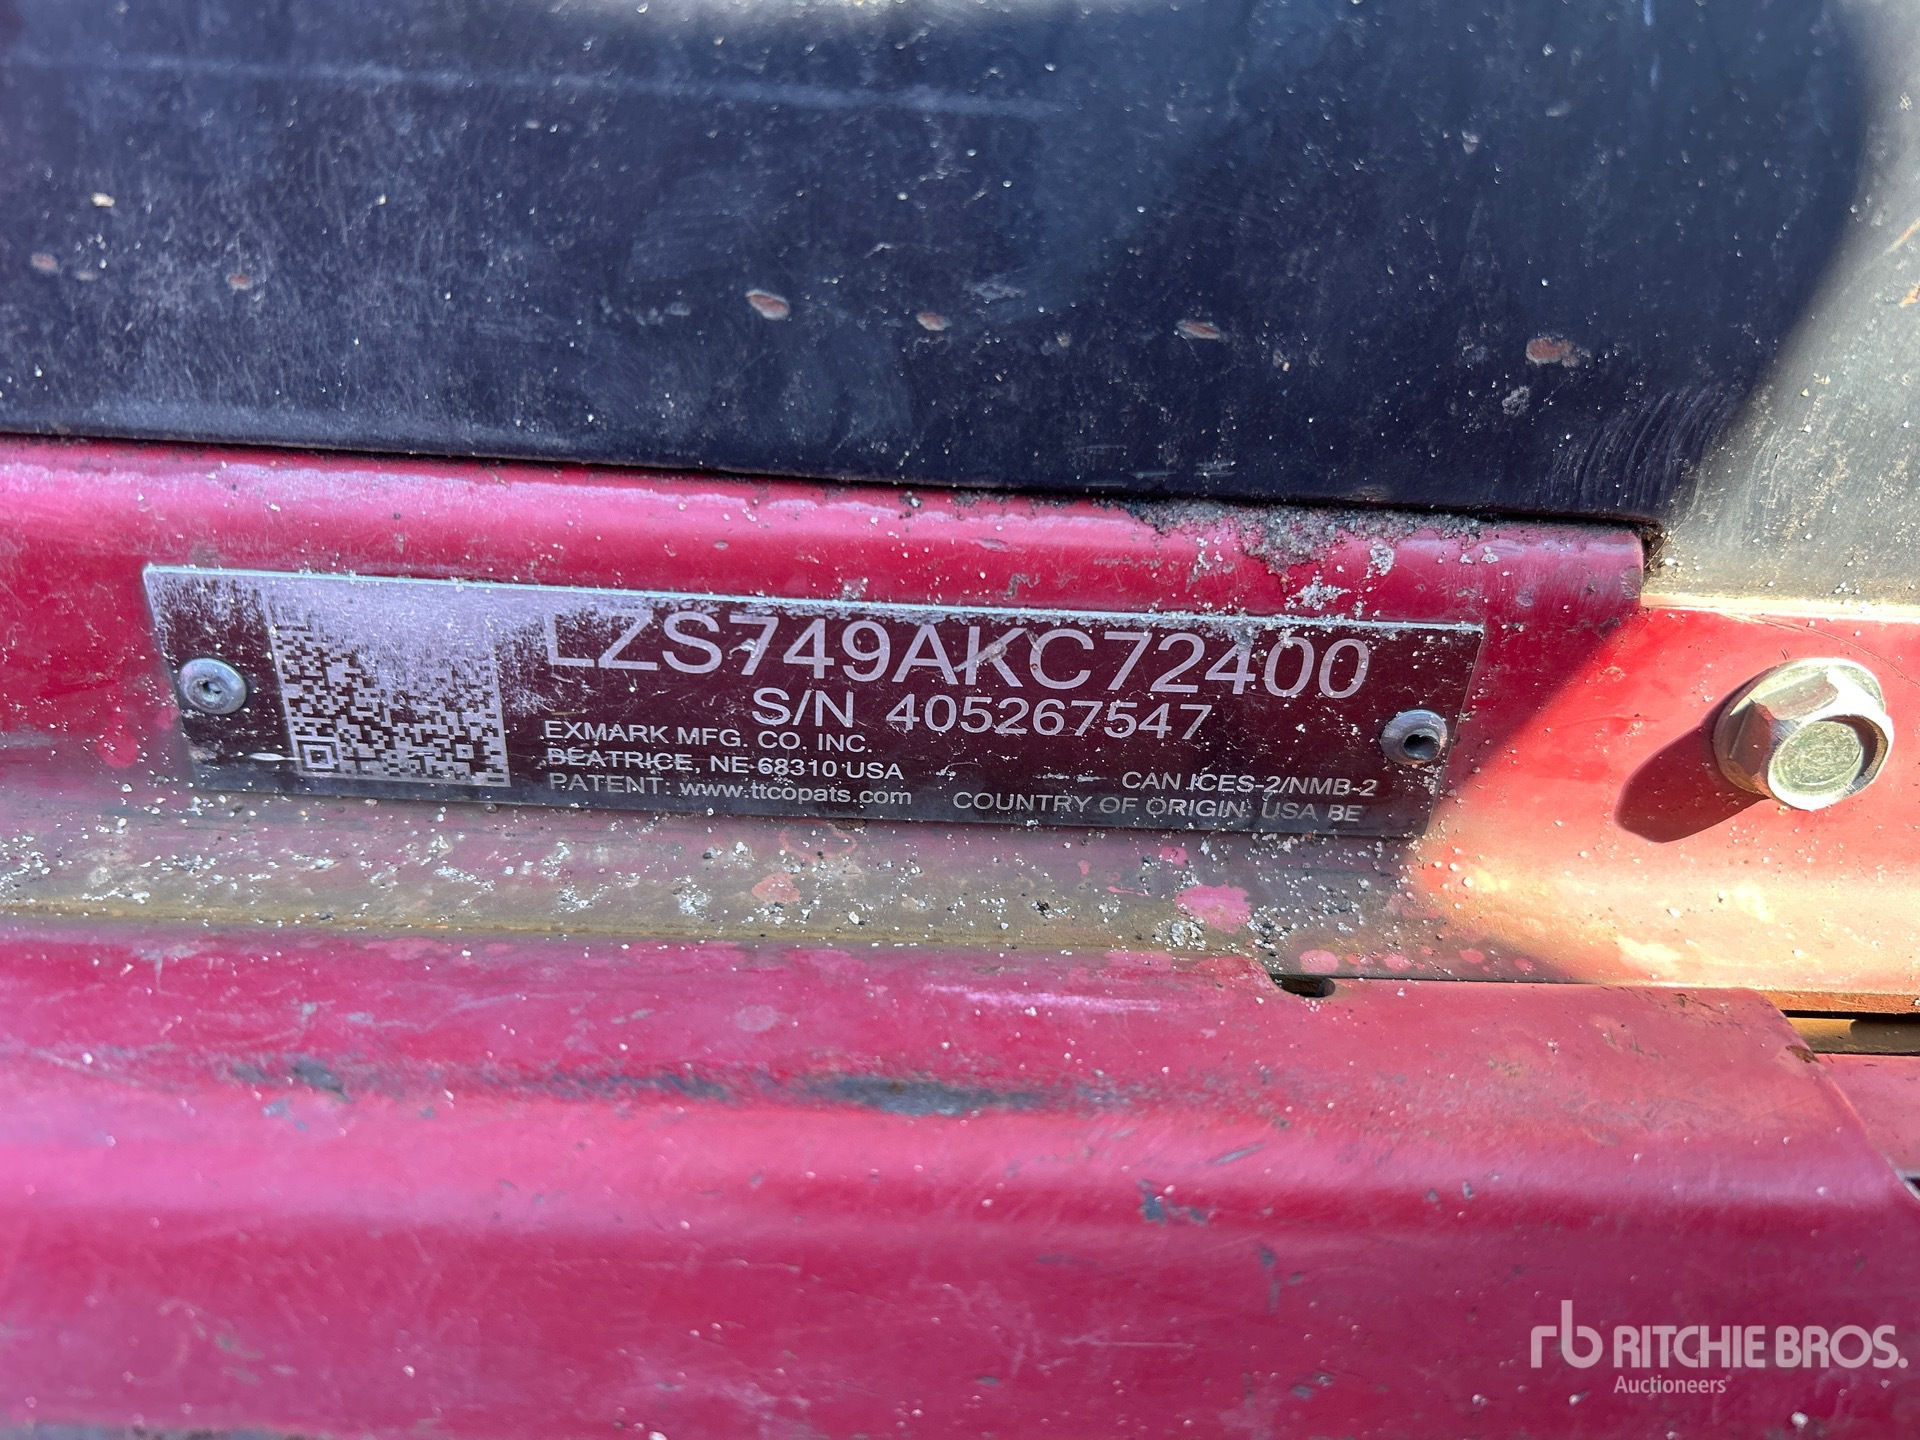 LZS749AKC72400
S/N 405267547
EXMARK MFG. CO. INC.
BEATRICE, NE 68310 USA
PATENT: www.ttcopats.com
CAN ICES-2/NMB-2
COUNTRY OF ORIGIN: USA BE
rb RITCHIE BROS.
Auctioneers